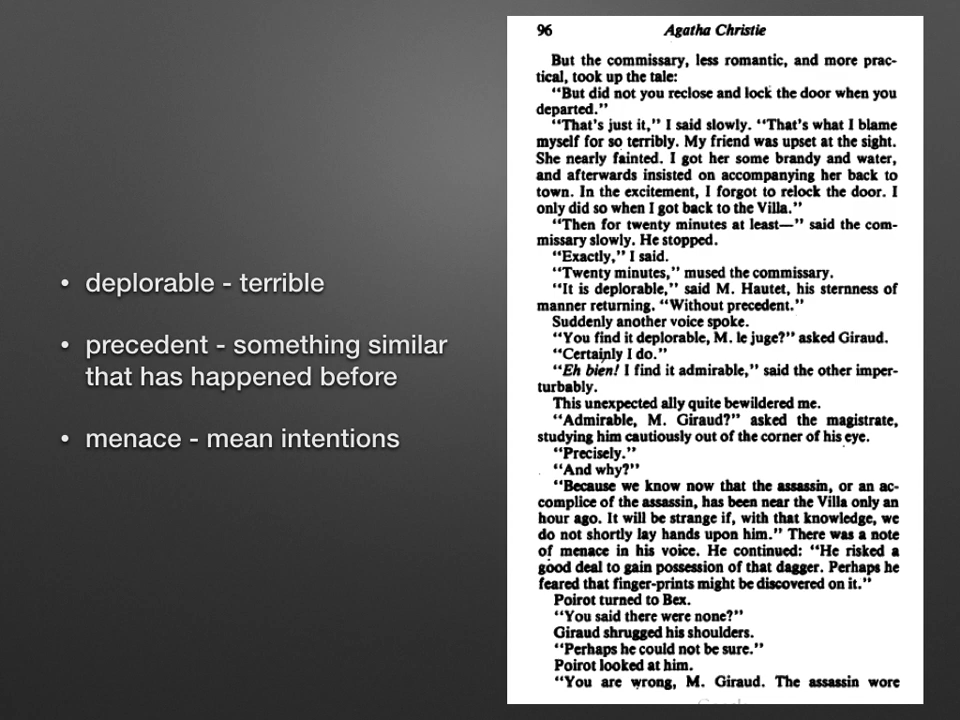 • deplorable - terrible
• precedent - something similar
that has happened before
• menace - mean intentions
96
Agatha Christie
But the commissary, less romantic, and more prac-
tical, took up the tale:
"But did not you reclose and lock the door when you
departed."
"That's just it," I said slowly. "That's what I blame
myself for so terribly. My friend was upset at the sight.
She nearly fainted. I got her some brandy and water,
and afterwards insisted on accompanying her back to
town. In the excitement, I forgot to relock the door. I
only did so when I got back to the Villa."
"Then for twenty minutes at least—" said the com-
missary slowly. He stopped.
"Exactly," I said.
"Twenty minutes," mused the commissary.
"It is deplorable," said M. Hautet, his sternness of
manner returning. "Without precedent."
Suddenly another voice spoke.
"You find it deplorable, M. le juge?" asked Giraud.
"Certainly I do."
"Eh bien! I find it admirable," said the other imper-
turbably.
This unexpected ally quite bewildered me.
"Admirable, M. Giraud?" asked the magistrate,
studying him cautiously out of the corner of his eye.
"Precisely."
"And why?"
"Because we know now that the assassin, or an ac-
complice of the assassin, has been near the Villa only an
hour ago. It will be strange if, with that knowledge, we
do not shortly lay hands upon him." There was a note
of menace in his voice. He continued: "He risked a
good deal to gain possession of that dagger. Perhaps he
feared that finger-prints might be discovered on it."
Poirot turned to Bex.
"You said there were none?"
Giraud shrugged his shoulders.
"Perhaps he could not be sure."
Poirot looked at him.
"You are wrong, M. Giraud. The assassin wore